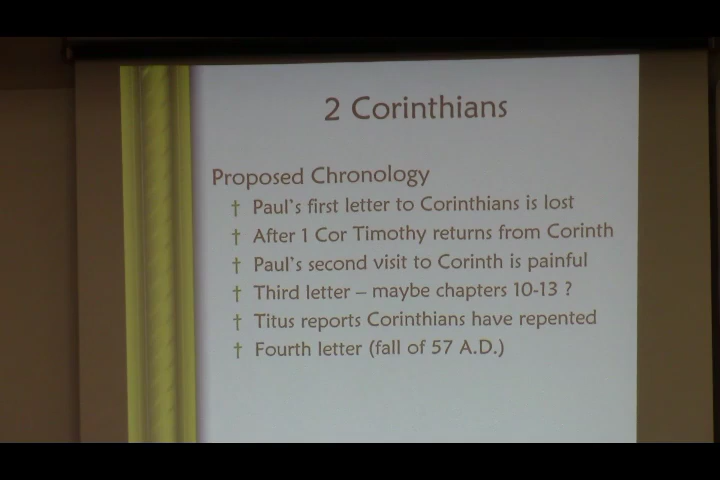 2 Corinthians
Proposed Chronology
† Paul's first letter to Corinthians is lost
† After 1 Cor Timothy returns from Corinth
† Paul's second visit to Corinth is painful
† Third letter – maybe chapters 10-13 ?
† Titus reports Corinthians have repented
† Fourth letter (fall of 57 A.D.)